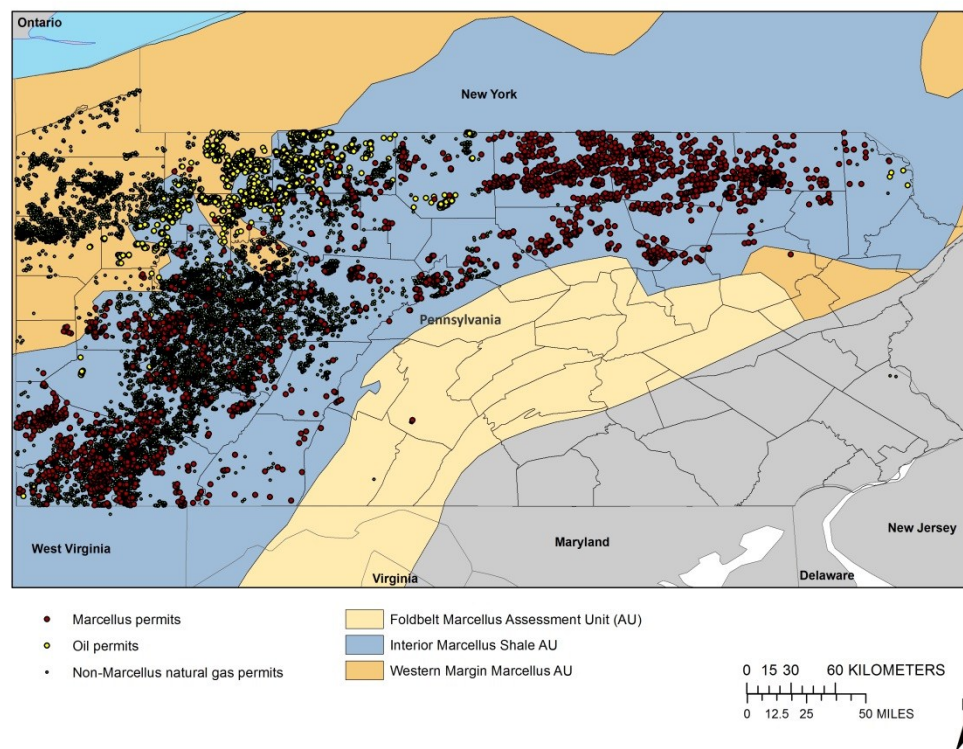 Ontario
New York
Pennsylvania
West Virginia
Maryland
New Jersey
Virginia
Delaware
Marcellus permits
Oil permits
Non-Marcellus natural gas permits
Foldbelt Marcellus Assessment Unit (AU)
Interior Marcellus Shale AU
Western Margin Marcellus AU
0 15 30 60 KILOMETERS
0 12.5 25 50 MILES